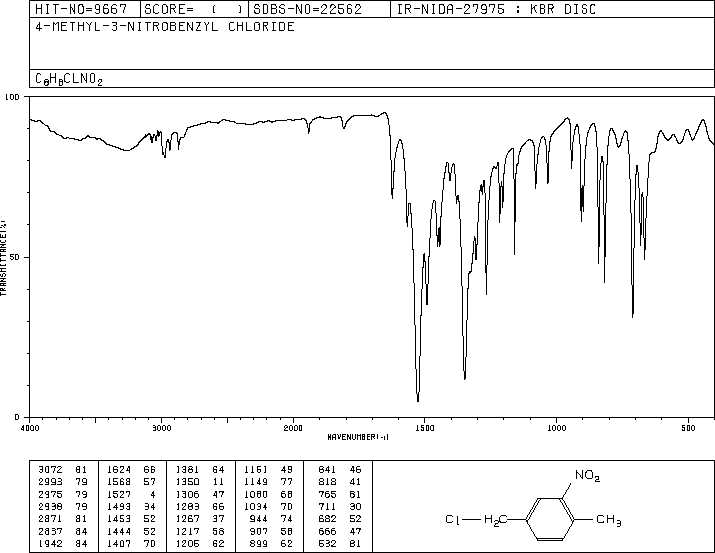 HIT-NO=9667 SCORE= ( ) SDBS-NO=22562 IR-NIDA-27975 : KBR DISC
4-METHYL-3-NITROBENZYL CHLORIDE
C8H8CLNO2
100
50
0
TRANSMITTANCE(%)
4000 3000 2000 1500 1000 500
WAVENUMBER(-1)
3072 81 1624 66 1381 64 1161 49 841 46
2993 79 1568 57 1350 11 1149 77 818 41
2975 79 1527 4 1306 47 1080 68 765 81
2938 79 1493 34 1283 66 1034 70 711 30
2871 81 1453 52 1267 37 944 74 682 52
2837 84 1444 52 1217 58 907 58 666 47
1942 84 1407 70 1205 62 899 62 532 81
NO2
Cl H2C CH3